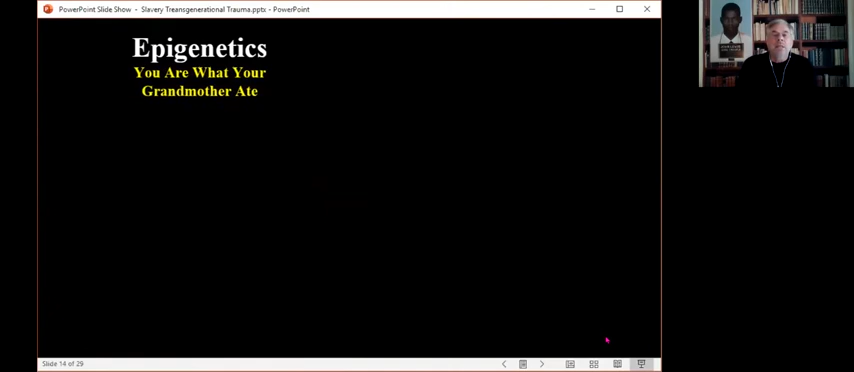 PowerPoint Slide Show - Slavery Treansgenerational Trauma.pptx - PowerPoint
Epigenetics
You Are What Your
Grandmother Ate
Slide 14 of 29